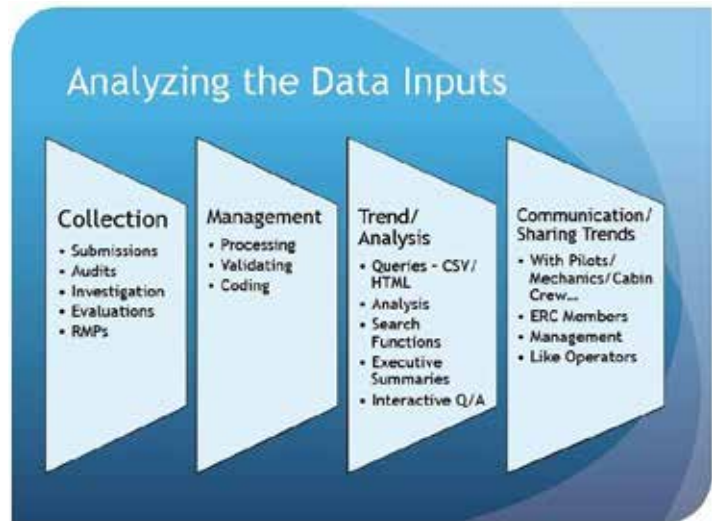 Analyzing the Data Inputs
Collection
• Submissions
• Audits
• Investigation
• Evaluations
• RMPs
Management
• Processing
• Validating
• Coding
Trend/
Analysis
• Queries - CSV/
HTML
• Analysis
• Search
Functions
• Executive
Summaries
• Interactive Q/A
Communication/
Sharing Trends
• With Pilots/
Mechanics/Cabin
Crew...
• ERC Members
• Management
• Like Operators